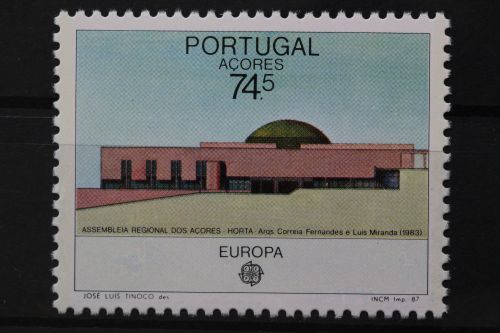 PORTUGAL
AÇORES
74.5
ASSEMBLEIA REGIONAL DOS AÇORES - HORTA - Arqs. Correia Fernandes e Luis Miranda (1983)
EUROPA
CEPT
JOSÉ LUIS TINOCO des. INCM Imp. 87